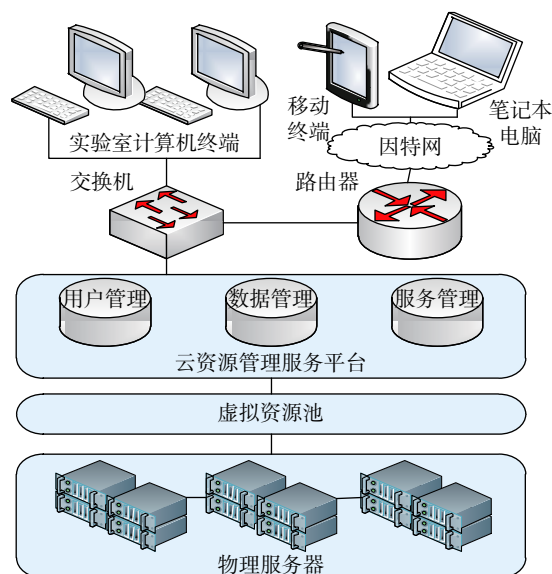 移动
终端
笔记本
电脑
实验室计算机终端
因特网
交换机
路由器
用户管理
数据管理
服务管理
云资源管理服务平台
虚拟资源池
物理服务器